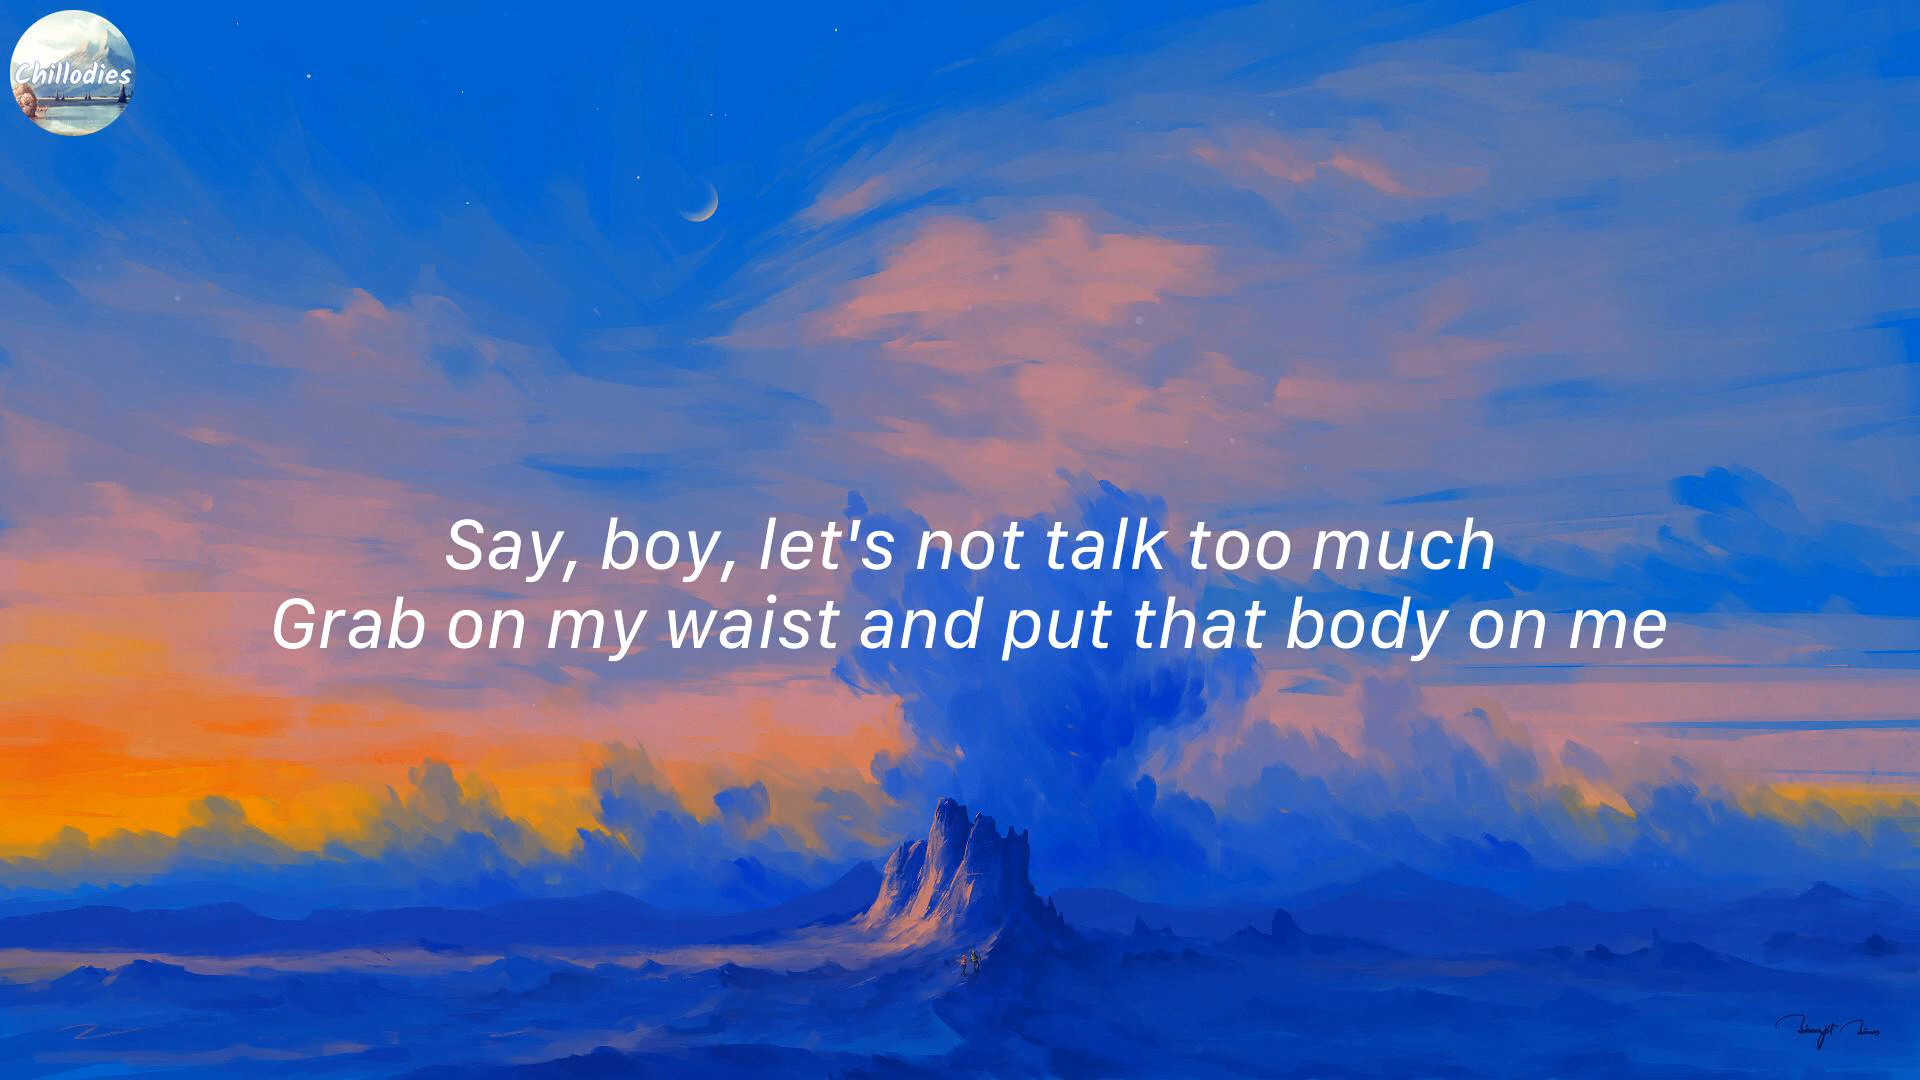 Chillodies
Say, boy, let's not talk too much
Grab on my waist and put that body on me